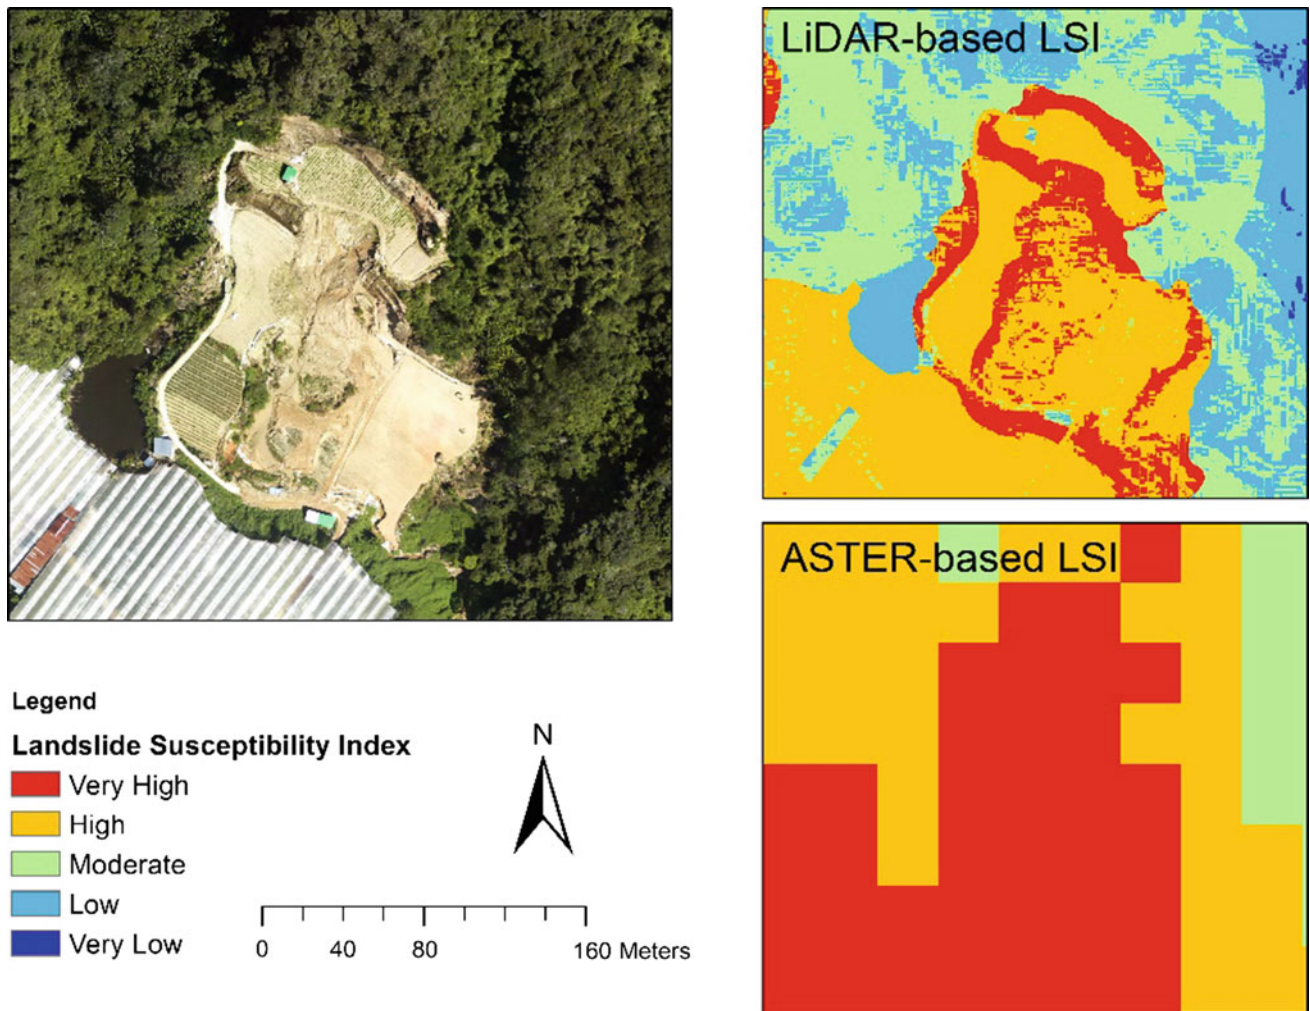 LiDAR-based LSI
ASTER-based LSI
Legend
Landslide Susceptibility Index
Very High
High
Moderate
Low
Very Low
N
0 40 80 160 Meters